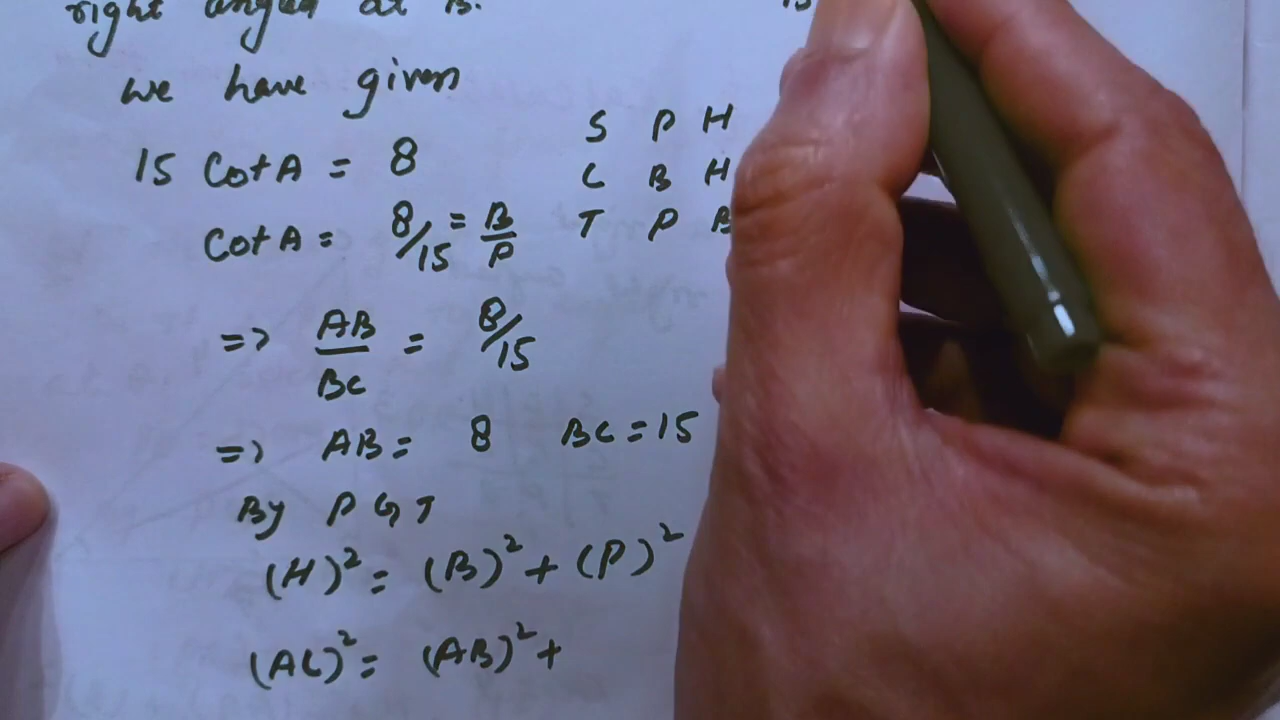 right angled at B. 15
we have given
15 Cot A = 8
S P H
C B H
T P B
Cot A = 8/15 = B/P
=> AB/BC = 8/15
=> AB = 8 BC = 15
By P G T
(H)² = (B)² + (P)²
(AC)² = (AB)² +